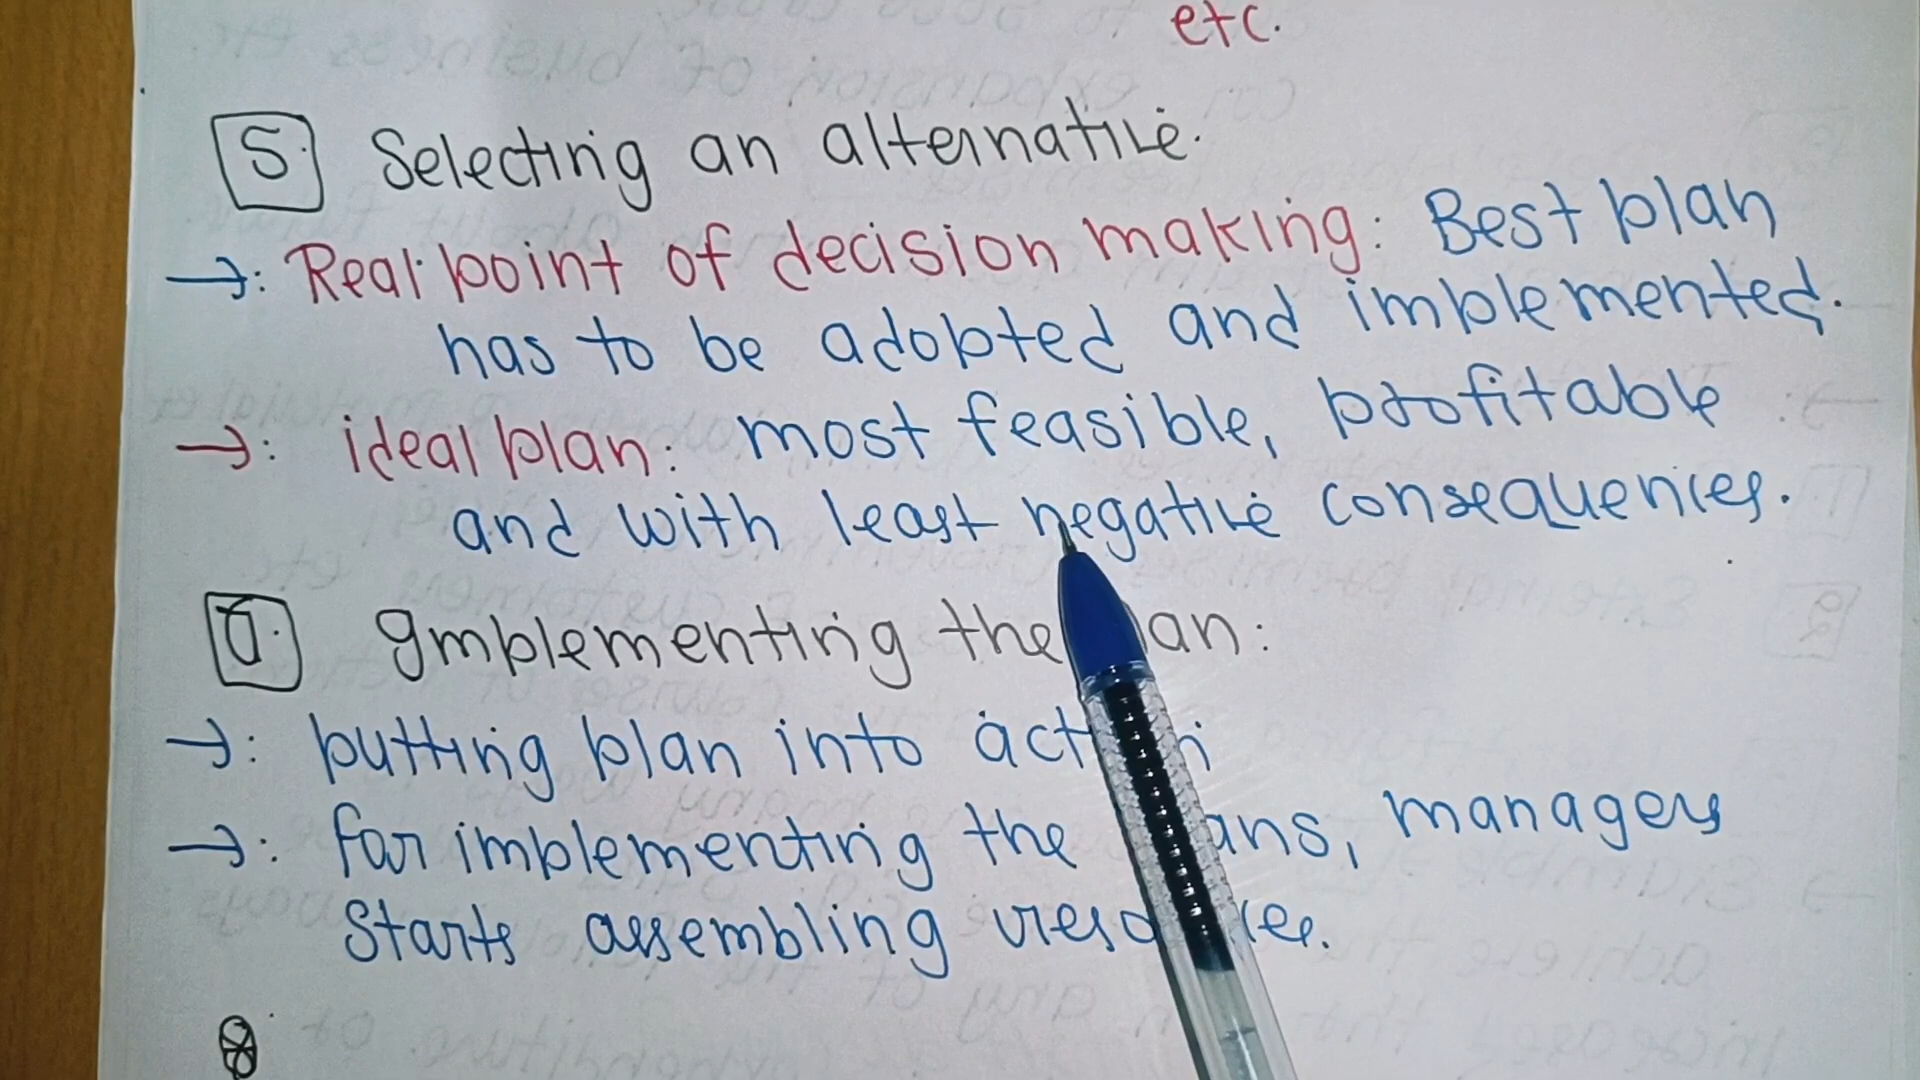 etc.
5. Selecting an alternative.
→: Real point of decision making: Best plan
has to be adopted and implemented.
→: ideal plan: most feasible, profitable
and with least negative consequences.
Implementing the
→: putting plan into
→: For implementing the managers
Starts assembling